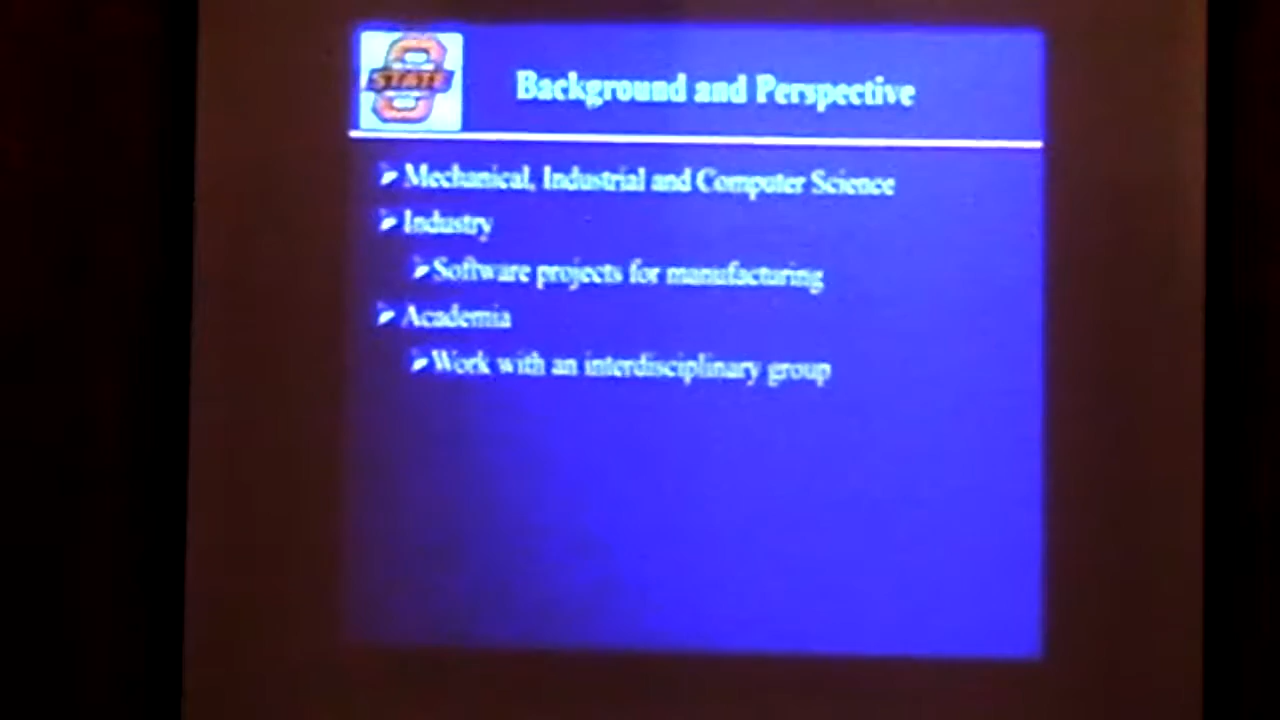 STATE
Background and Perspective
Mechanical, Industrial and Computer Science
Industry
Software projects for manufacturing
Academia
Work with an interdisciplinary group